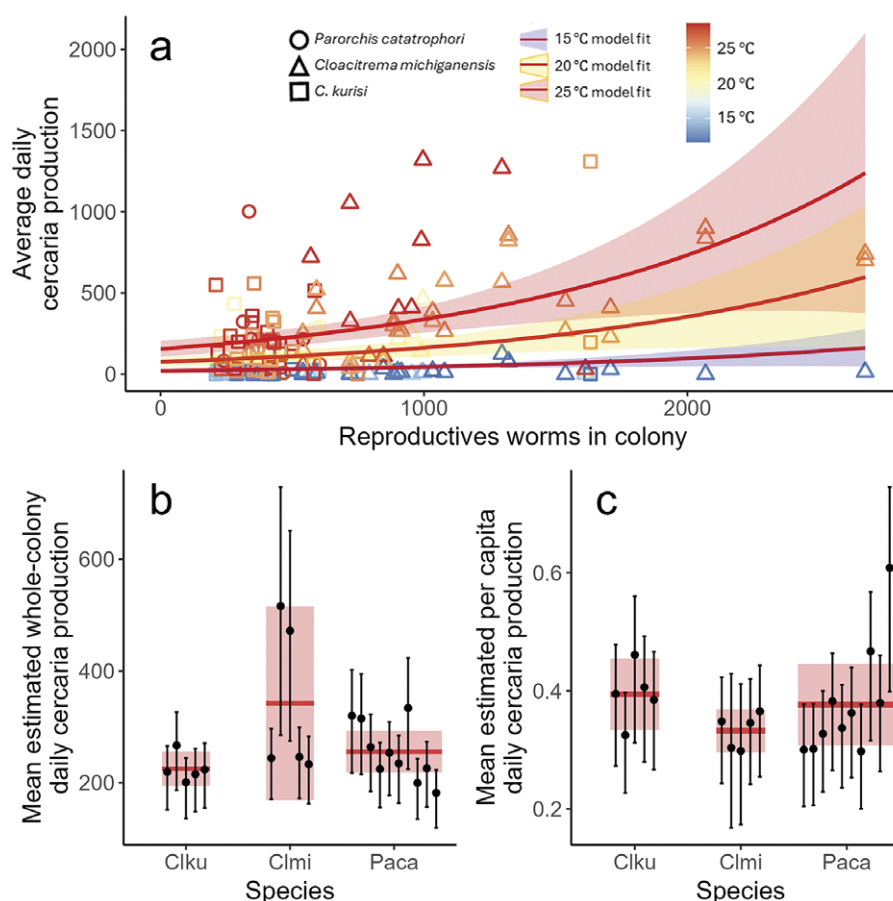 a
Parorchis catatrophori
Cloacitrema michiganensis
C. kurisi
15 °C model fit
20 °C model fit
25 °C model fit
25 °C
20 °C
15 °C
Average daily
cercaria production
2000
1500
1000
500
0
0
1000
2000
Reproductives worms in colony
b
Mean estimated whole-colony
daily cercaria production
600
400
200
Clku
Clmi
Paca
Species
c
Mean estimated per capita
daily cercaria production
0.6
0.4
0.2
Clku
Clmi
Paca
Species